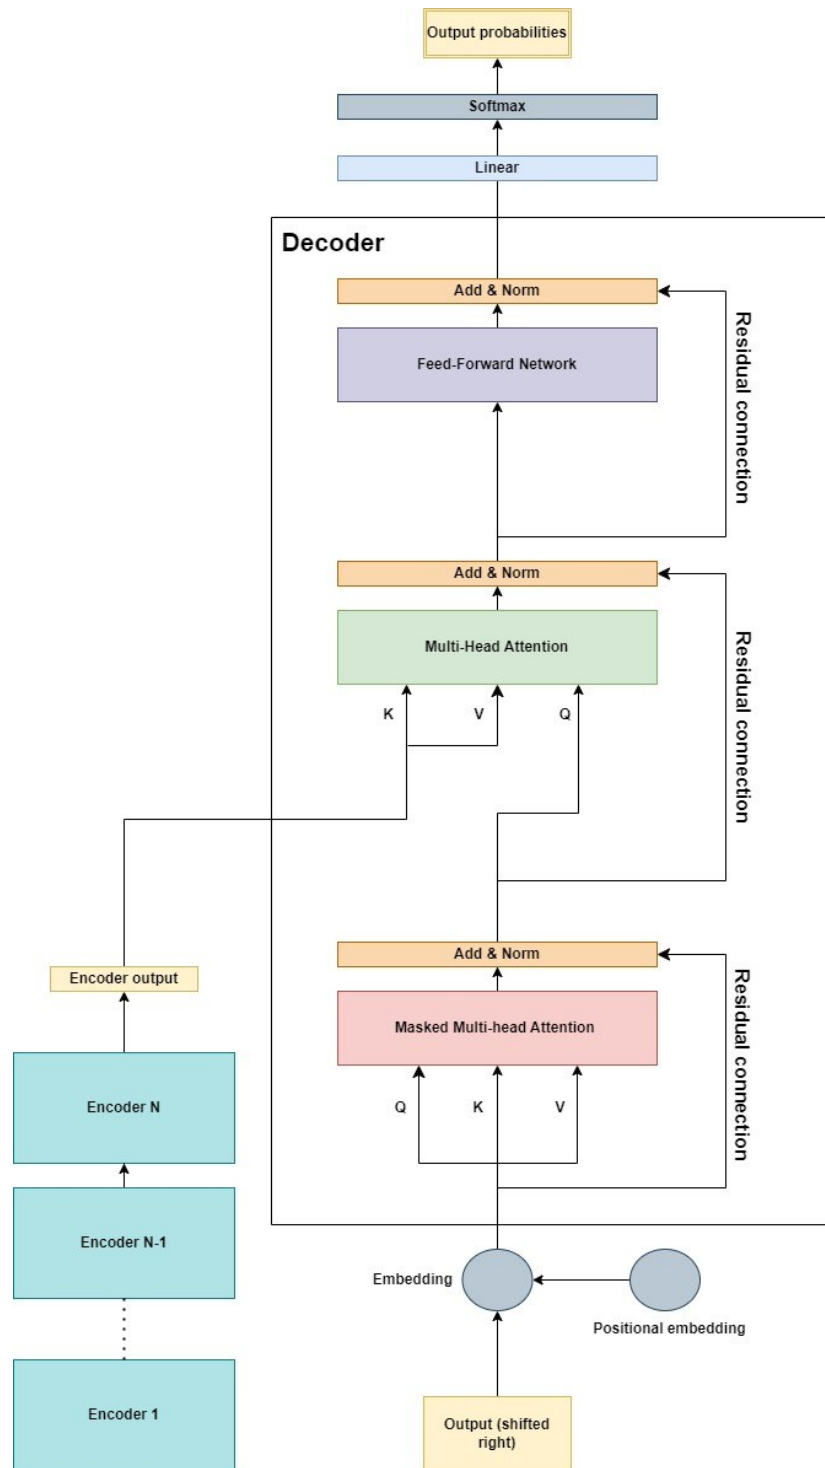 Output probabilities
Softmax
Linear
Decoder
Add & Norm
Residual connection
Feed-Forward Network
Add & Norm
Residual connection
Multi-Head Attention
K
V
Q
Add & Norm
Residual connection
Encoder output
Masked Multi-head Attention
Q
K
V
Encoder N
Encoder N-1
Embedding
Positional embedding
Encoder 1
Output (shifted
right)